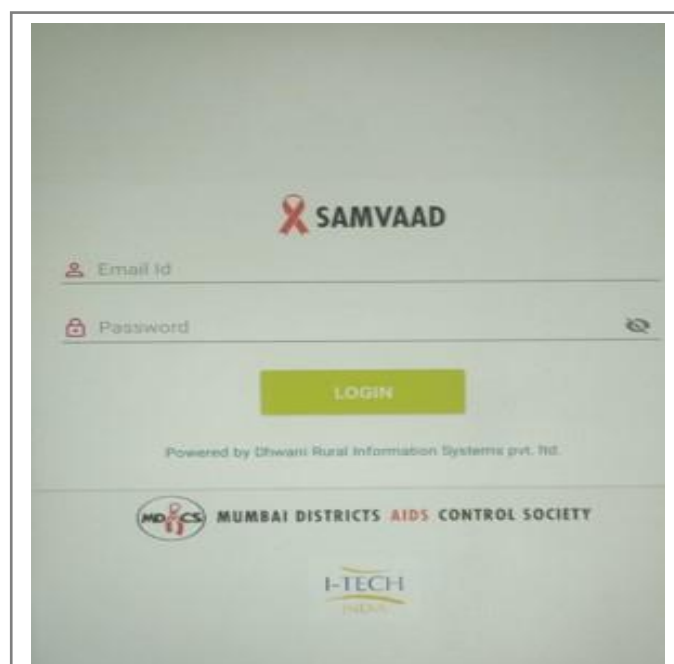 SAMVAAD
Email Id
Password
LOGIN
Powered by Dhwani Rural Information Systems pvt. ltd.
MDACS MUMBAI DISTRICTS AIDS CONTROL SOCIETY
I-TECH
INDIA